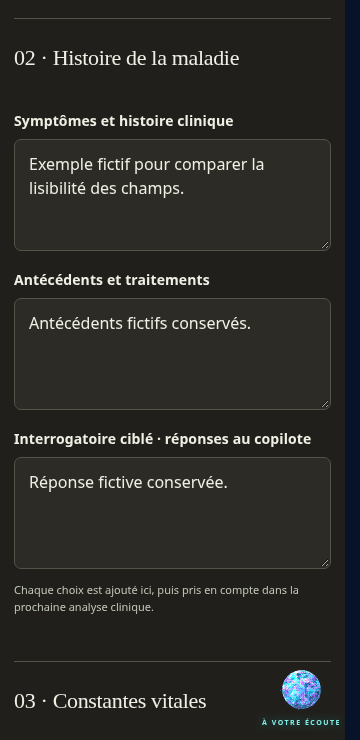 02 · Histoire de la maladie
Symptômes et histoire clinique
Exemple fictif pour comparer la
lisibilité des champs.
Antécédents et traitements
Antécédents fictifs conservés.
Interrogatoire ciblé · réponses au copilote
Réponse fictive conservée.
Chaque choix est ajouté ici, puis pris en compte dans la
prochaine analyse clinique.
03 · Constantes vitales
À VOTRE ÉCOUTE